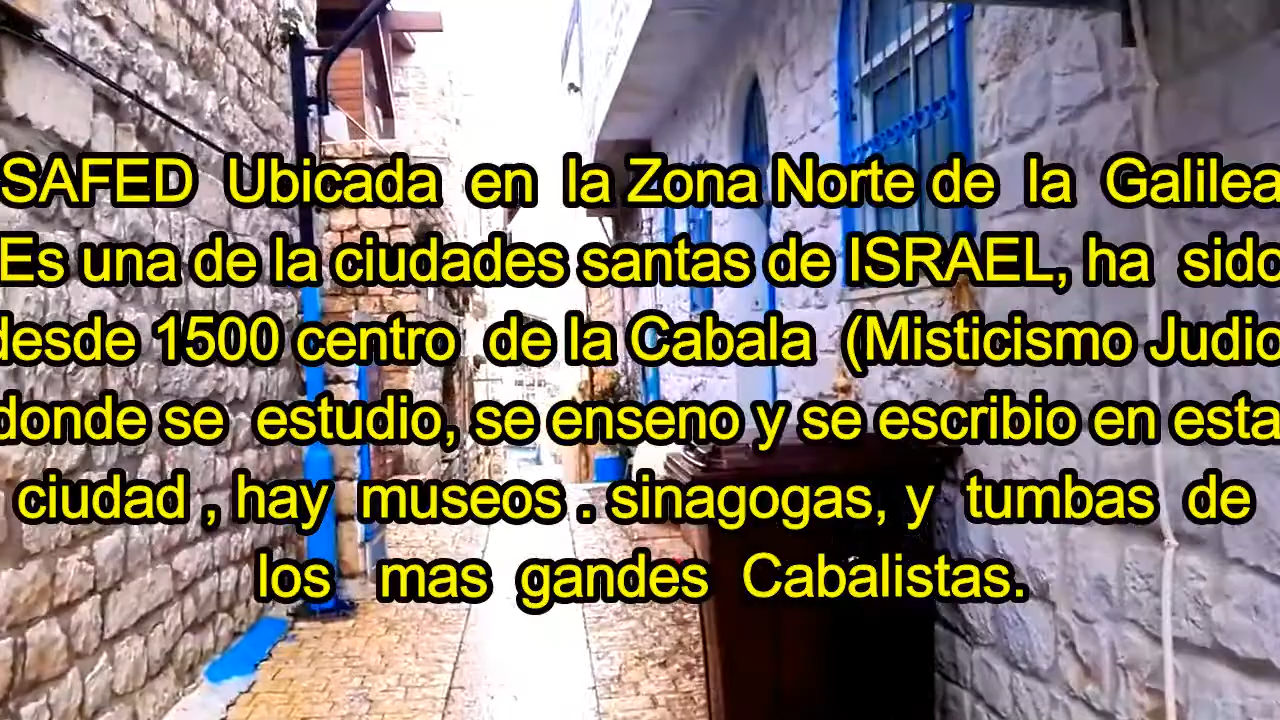 SAFED Ubicada en la Zona Norte de la Galilea
Es una de la ciudades santas de ISRAEL, ha sido
desde 1500 centro de la Cabala (Misticismo Judio
donde se estudio, se enseno y se escribio en esta
ciudad , hay museos . sinagogas, y tumbas de
los mas gandes Cabalistas.